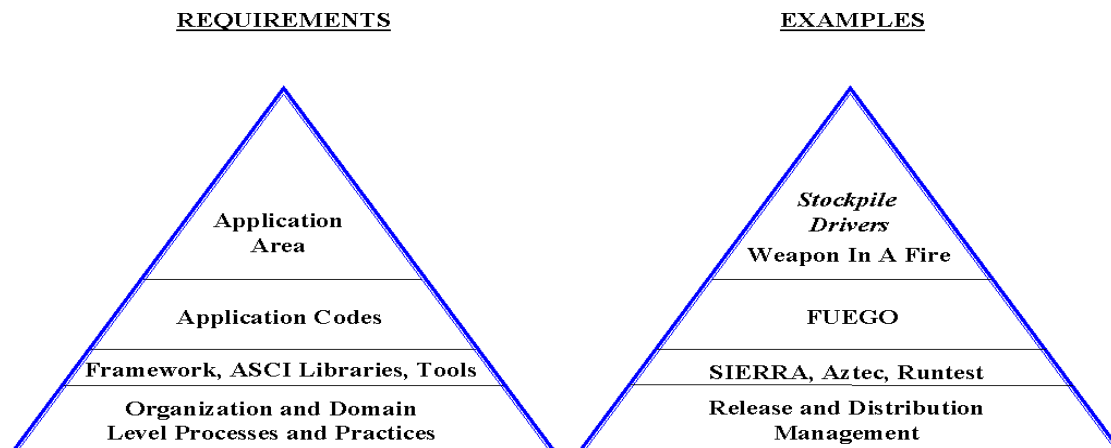 REQUIREMENTS
Application
Area
Application Codes
Framework, ASCI Libraries, Tools
Organization and Domain
Level Processes and Practices
EXAMPLES
Stockpile
Drivers
Weapon In A Fire
FUEGO
SIERRA, Aztec, Runtest
Release and Distribution
Management